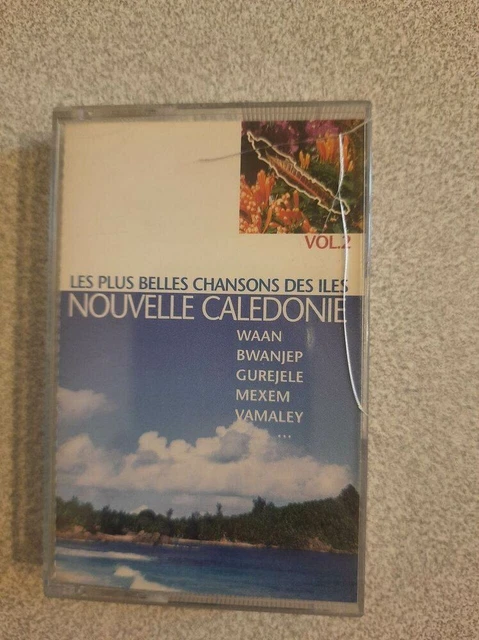 VOL.2
LES PLUS BELLES CHANSONS DES ILES
NOUVELLE CALEDONIE
WAAN
BWANJEP
GUREJELE
MEXEM
VAMALEY
...